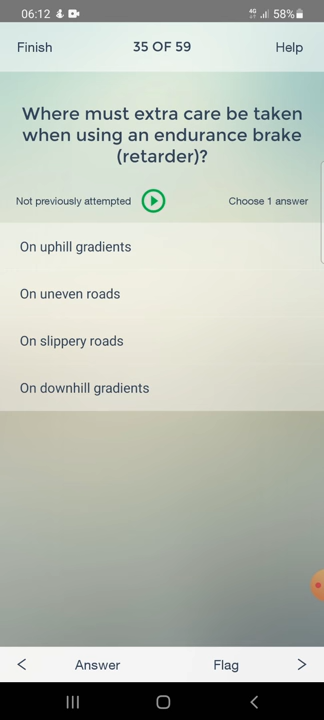 06:12 4G 58%
Finish 35 OF 59 Help
Where must extra care be taken
when using an endurance brake
(retarder)?
Not previously attempted Choose 1 answer
On uphill gradients
On uneven roads
On slippery roads
On downhill gradients
< Answer Flag >